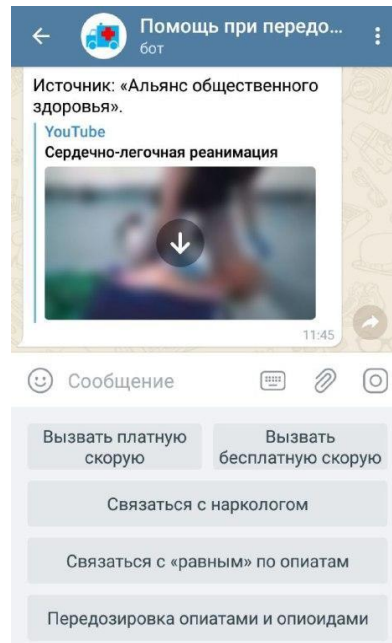 Помощь при передо...
бот
Источник: «Альянс общественного
здоровья».
YouTube
Сердечно-легочная реанимация
11:45
Сообщение
Вызвать платную
скорую
Вызвать
бесплатную скорую
Связаться с наркологом
Связаться с «равным» по опиатам
Передозировка опиатами и опиоидами